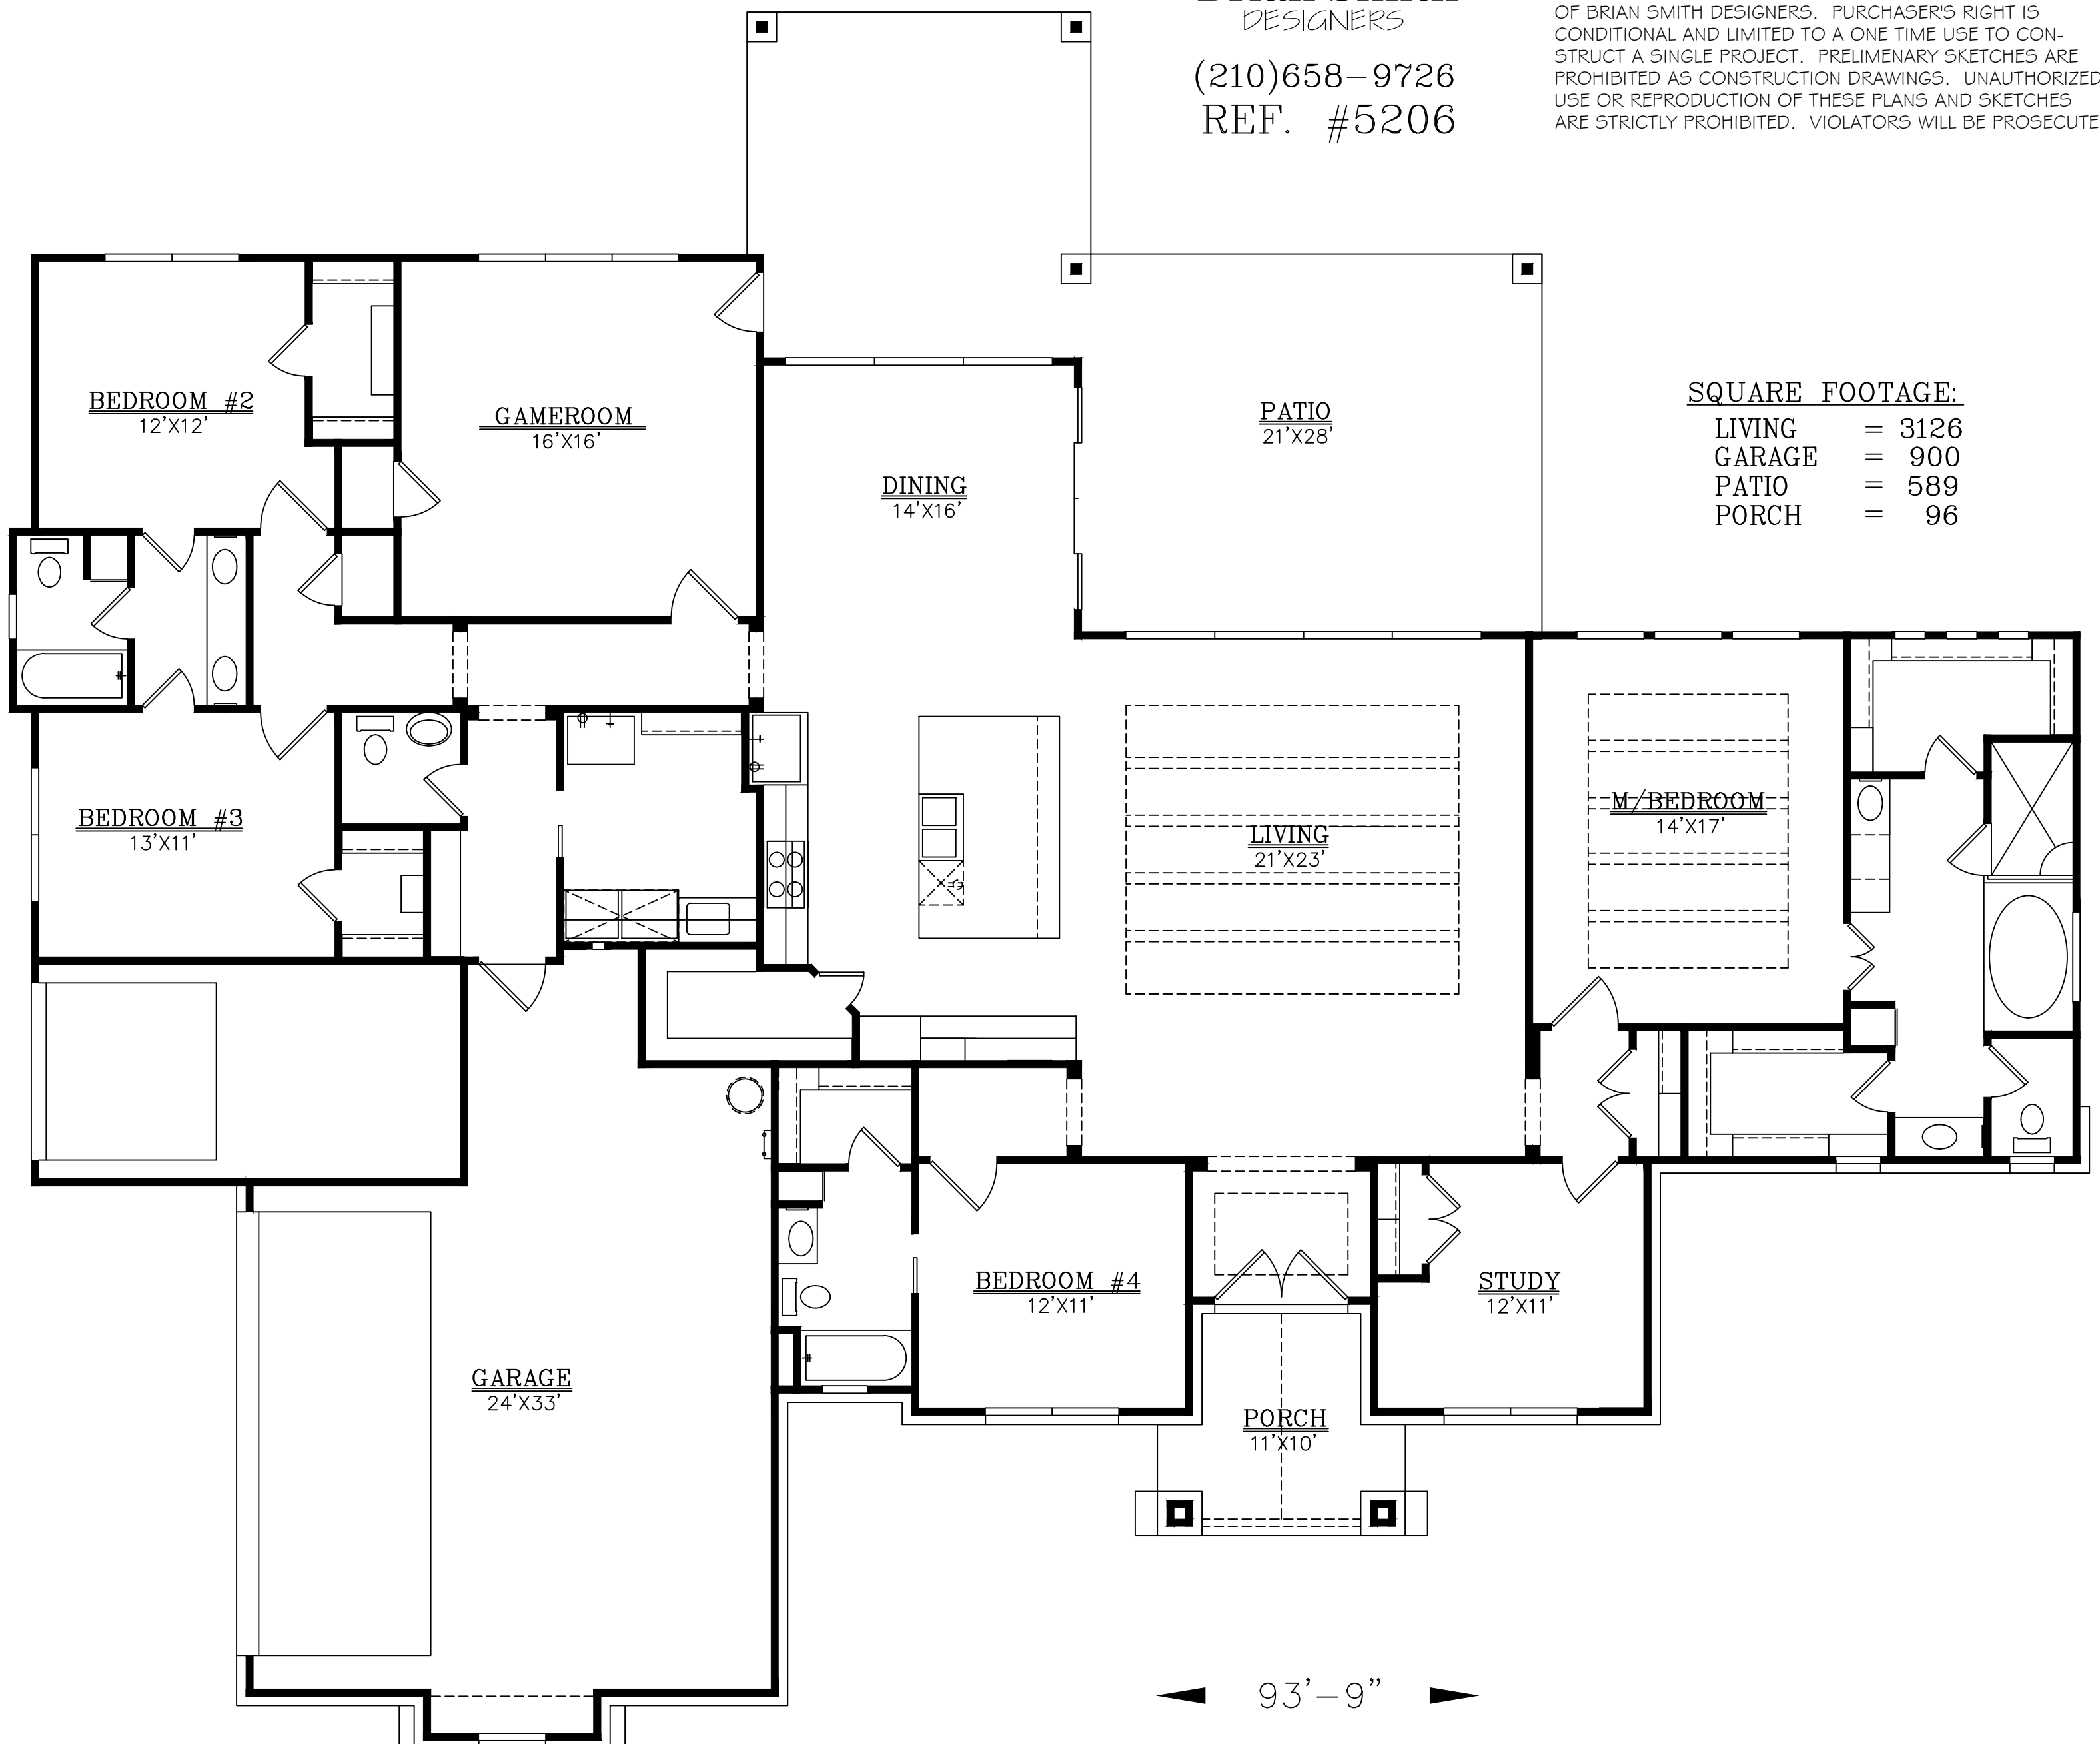 DESIGNERS
(210)658-9726
REF. #5206
OF BRIAN SMITH DESIGNERS. PURCHASER'S RIGHT IS
CONDITIONAL AND LIMITED TO A ONE TIME USE TO CON-
STRUCT A SINGLE PROJECT. PRELIMENARY SKETCHES ARE
PROHIBITED AS CONSTRUCTION DRAWINGS. UNAUTHORIZED
USE OR REPRODUCTION OF THESE PLANS AND SKETCHES
ARE STRICTLY PROHIBITED. VIOLATORS WILL BE PROSECUTE
BEDROOM #2
12'X12'
GAMEROOM
16'X16'
DINING
14'X16'
PATIO
21'X28'
SQUARE FOOTAGE:
LIVING = 3126
GARAGE = 900
PATIO = 589
PORCH = 96
BEDROOM #3
13'X11'
LIVING
21'X23'
M/BEDROOM
14'X17'
BEDROOM #4
12'X11'
STUDY
12'X11'
GARAGE
24'X33'
PORCH
11'X10'
93'-9"